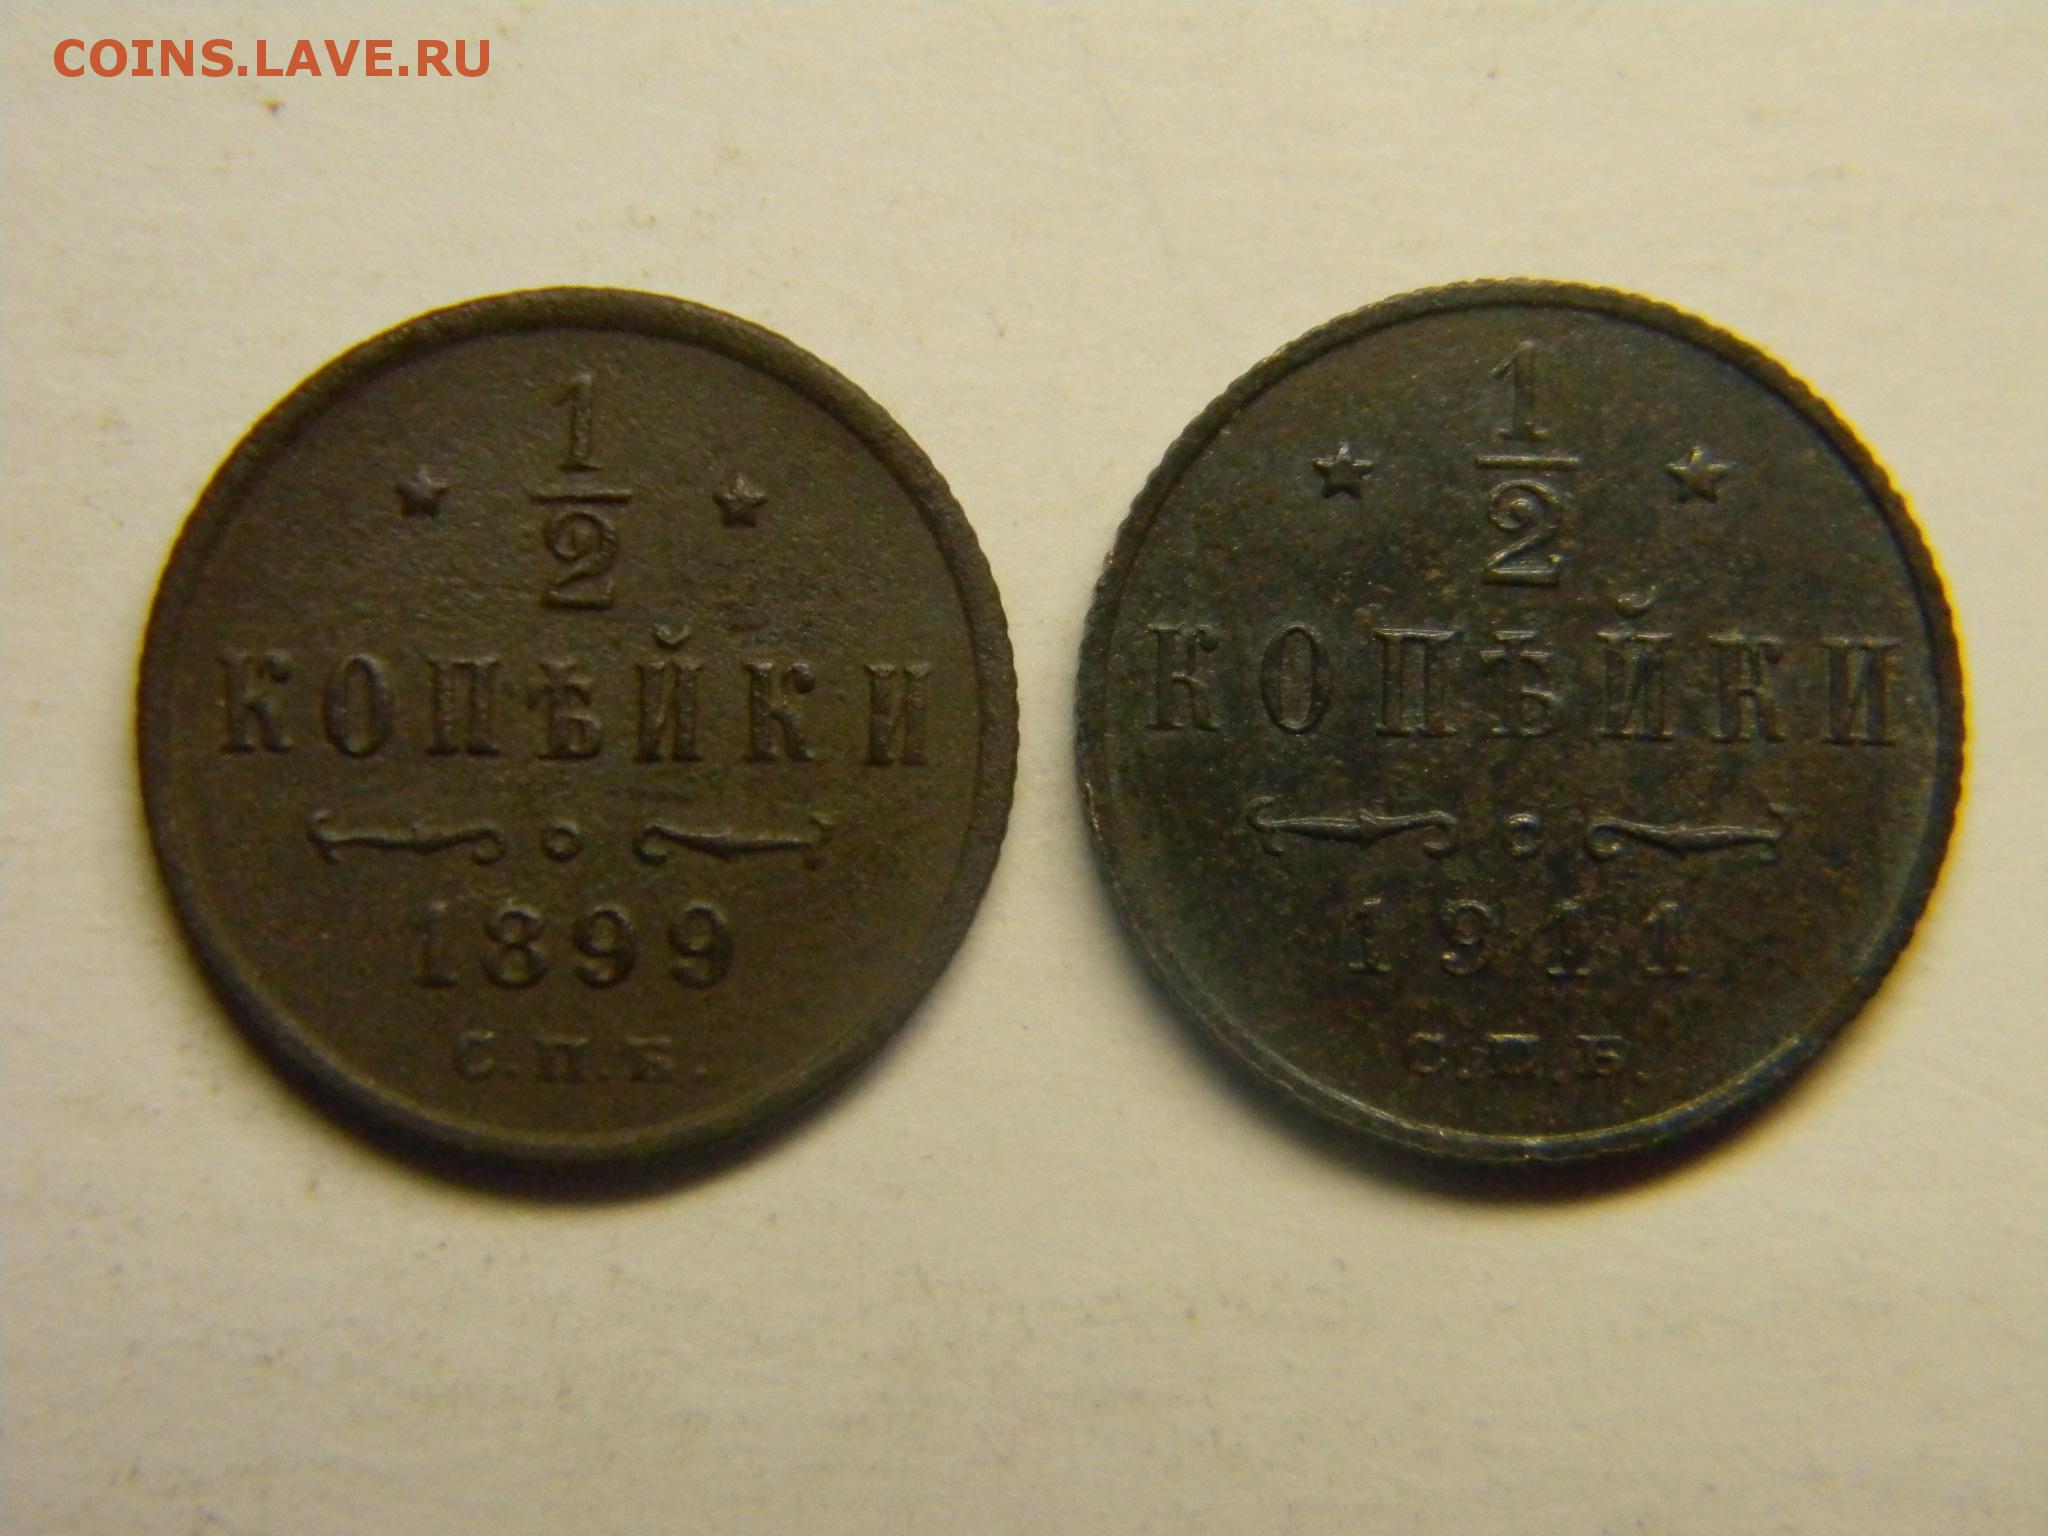 COINS.LAVE.RU
1/2
КОПѢЙКИ
1899
С.П.Б.
1/2
КОПѢЙКИ
1911
С.П.Б.